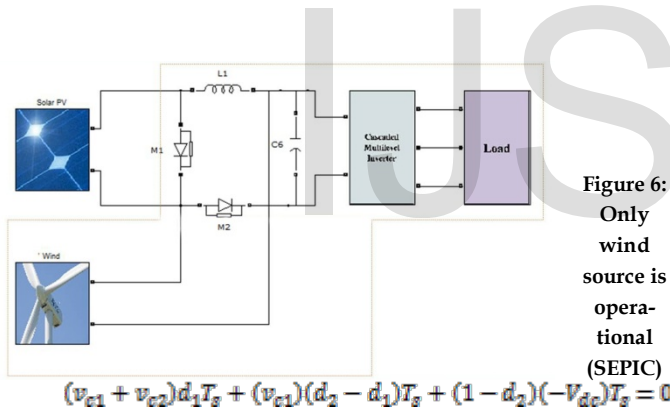 IJS
L1
Solar PV
M1
C6
Cascaded
Multilevel
Inverter
Load
M2
' Wind
Figure 6:
Only
wind
source is
opera-
tional
(SEPIC)
(v_{c1} + v_{c2})d_1T_s + (v_{c1})(d_2 − d_1)T_s + (1 − d_2)(−V_{dc})T_s = 0